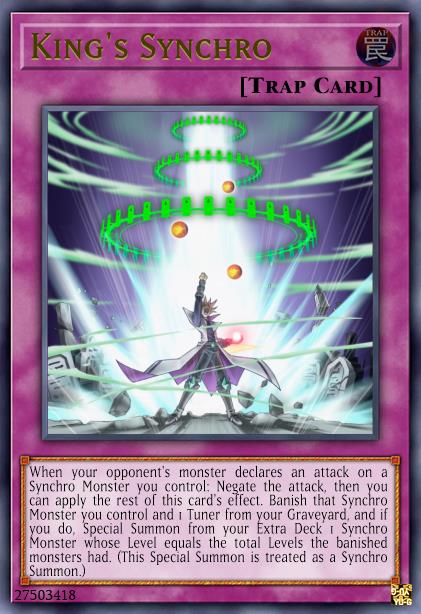 King's Synchro
TRAP
罠
[Trap Card]
When your opponent's monster declares an attack on a
Synchro Monster you control: Negate the attack, then you
can apply the rest of this card's effect. Banish that Synchro
Monster you control and 1 Tuner from your Graveyard, and if
you do, Special Summon from your Extra Deck 1 Synchro
Monster whose Level equals the total Levels the banished
monsters had. (This Special Summon is treated as a Synchro
Summon.)
27503418